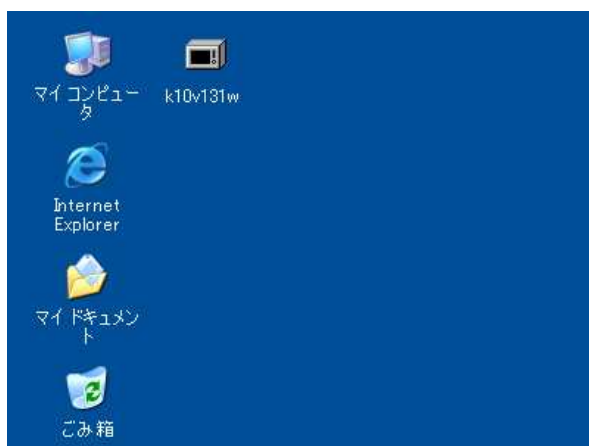 マイ コンピュー
タ
k10v131w
Internet
Explorer
マイ ドキュメン
ト
ごみ箱